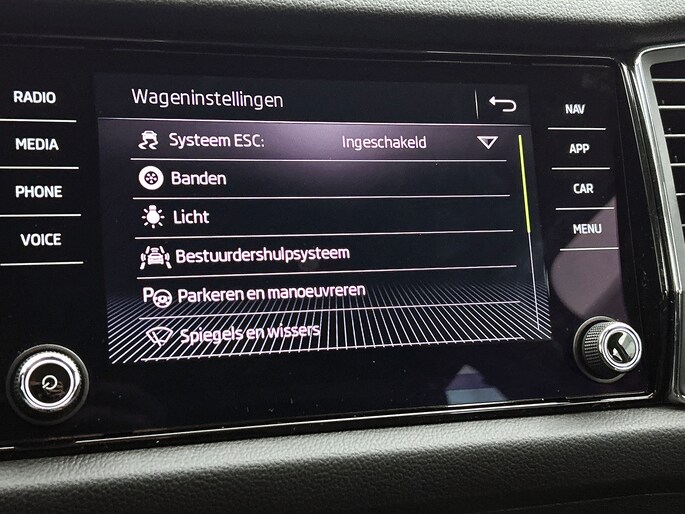 RADIO
MEDIA
PHONE
VOICE
Wageninstellingen
Systeem ESC: Ingeschakeld
Banden
Licht
Bestuurdershulpsysteem
P Parkeren en manoeuvreren
Spiegels en wissers
NAV
APP
CAR
MENU